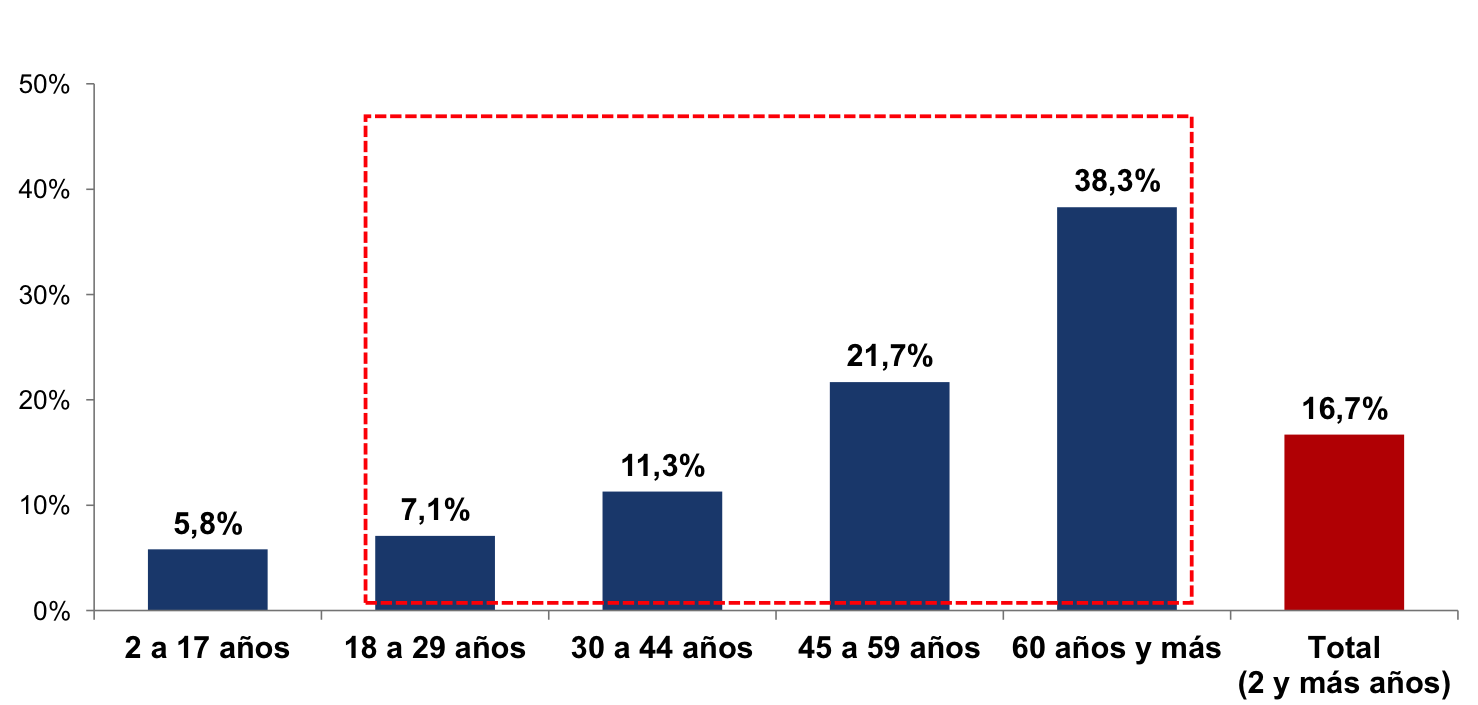 50%
40%
30%
20%
10%
0%
5,8%
7,1%
11,3%
21,7%
38,3%
16,7%
2 a 17 años
18 a 29 años
30 a 44 años
45 a 59 años
60 años y más
Total
(2 y más años)